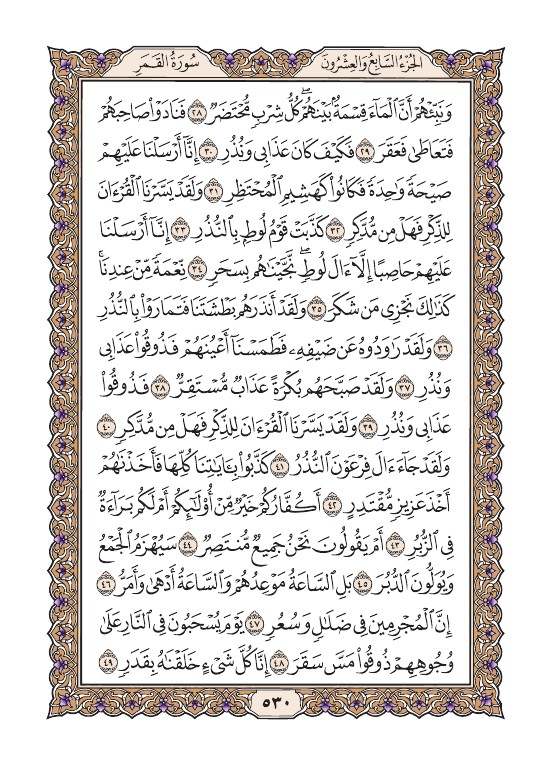 الجُزْءُ السَّابِعُ وَالعِشْرُونَ
سُورَةُ القَمَرِ
وَنَبِّئْهُمْ أَنَّ ٱلْمَآءَ قِسْمَةٌۢ بَيْنَهُمْۖ كُلُّ شِرْبٍ مُّحْتَضَرٌ ٢٨ فَنَادَوْا۟ صَاحِبَهُمْ
فَتَعَاطَىٰ فَعَقَرَ ٢٩ فَكَيْفَ كَانَ عَذَابِى وَنُذُرِ ٣٠ إِنَّآ أَرْسَلْنَا عَلَيْهِمْ
صَيْحَةً وَٰحِدَةً فَكَانُوا۟ كَهَشِيمِ ٱلْمُحْتَظِرِ ٣١ وَلَقَدْ يَسَّرْنَا ٱلْقُرْءَانَ
لِلذِّكْرِ فَهَلْ مِن مُّدَّكِرٍ ٣٢ كَذَّبَتْ قَوْمُ لُوطٍۭ بِٱلنُّذُرِ ٣٣ إِنَّآ أَرْسَلْنَا
عَلَيْهِمْ حَاصِبًا إِلَّآ ءَالَ لُوطٍۖ نَّجَّيْنَٰهُم بِسَحَرٍ ٣٤ نِّعْمَةً مِّنْ عِندِنَاۚ
كَذَٰلِكَ نَجْزِى مَن شَكَرَ ٣٥ وَلَقَدْ أَنذَرَهُم بَطْشَتَنَا فَتَمَارَوْا۟ بِٱلنُّذُرِ
٣٦ وَلَقَدْ رَٰوَدُوهُ عَن ضَيْفِهِۦ فَطَمَسْنَآ أَعْيُنَهُمْ فَذُوقُوا۟ عَذَابِى
وَنُذُرِ ٣٧ وَلَقَدْ صَبَّحَهُم بُكْرَةً عَذَابٌ مُّسْتَقِرٌّ ٣٨ فَذُوقُوا۟
عَذَابِى وَنُذُرِ ٣٩ وَلَقَدْ يَسَّرْنَا ٱلْقُرْءَانَ لِلذِّكْرِ فَهَلْ مِن مُّدَّكِرٍ ٤٠
وَلَقَدْ جَآءَ ءَالَ فِرْعَوْنَ ٱلنُّذُرُ ٤١ كَذَّبُوا۟ بِـَٔايَٰتِنَا كُلِّهَا فَأَخَذْنَٰهُمْ
أَخْذَ عَزِيزٍ مُّقْتَدِرٍ ٤٢ أَكُفَّارُكُمْ خَيْرٌ مِّنْ أُو۟لَٰٓئِكُمْ أَمْ لَكُم بَرَآءَةٌ
فِى ٱلزُّبُرِ ٤٣ أَمْ يَقُولُونَ نَحْنُ جَمِيعٌ مُّنتَصِرٌ ٤٤ سَيُهْزَمُ ٱلْجَمْعُ
وَيُوَلُّونَ ٱلدُّبُرَ ٤٥ بَلِ ٱلسَّاعَةُ مَوْعِدُهُمْ وَٱلسَّاعَةُ أَدْهَىٰ وَأَمَرُّ ٤٦
إِنَّ ٱلْمُجْرِمِينَ فِى ضَلَٰلٍ وَسُعُرٍ ٤٧ يَوْمَ يُسْحَبُونَ فِى ٱلنَّارِ عَلَىٰ
وُجُوهِهِمْ ذُوقُوا۟ مَسَّ سَقَرَ ٤٨ إِنَّا كُلَّ شَىْءٍ خَلَقْنَٰهُ بِقَدَرٍ ٤٩
٥٣٠